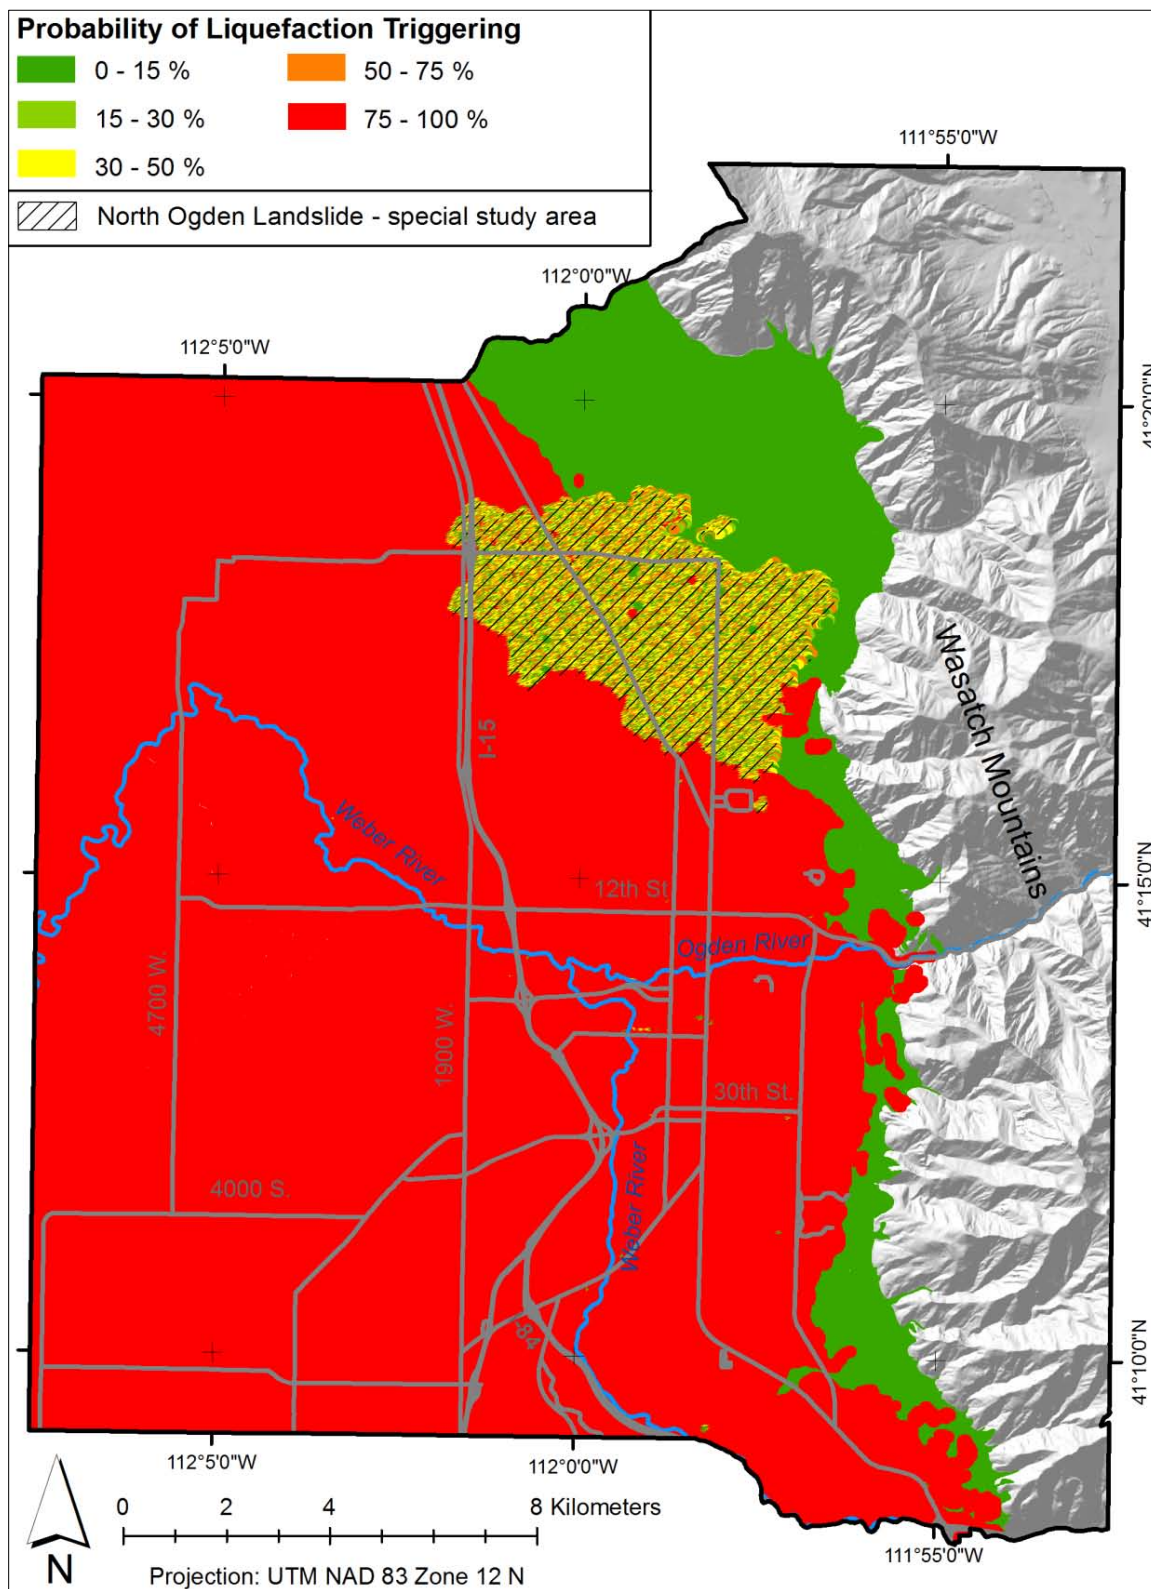 Probability of Liquefaction Triggering
0 - 15 %
50 - 75 %
15 - 30 %
75 - 100 %
30 - 50 %
North Ogden Landslide - special study area
111°55'0"W
112°0'0"W
112°5'0"W
41°20'0"N
Wasatch Mountains
I-15
Weber River
41°15'0"N
12th St
Ogden River
4700 W.
1900 W.
30th St.
Weber River
4000 S.
-84
41°10'0"N
112°5'0"W
112°0'0"W
111°55'0"W
0 2 4 8 Kilometers
N
Projection: UTM NAD 83 Zone 12 N